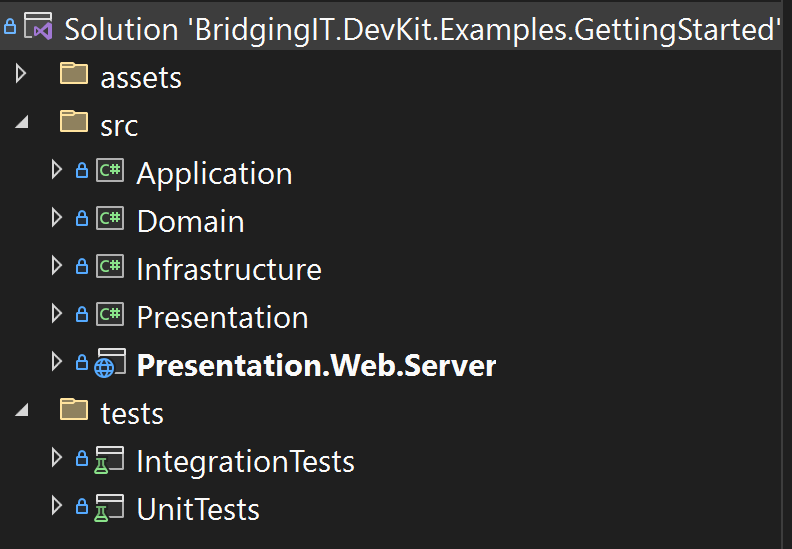 Solution 'BridgingIT.DevKit.Examples.GettingStarted'
assets
src
C# Application
C# Domain
C# Infrastructure
C# Presentation
Presentation.Web.Server
tests
IntegrationTests
UnitTests